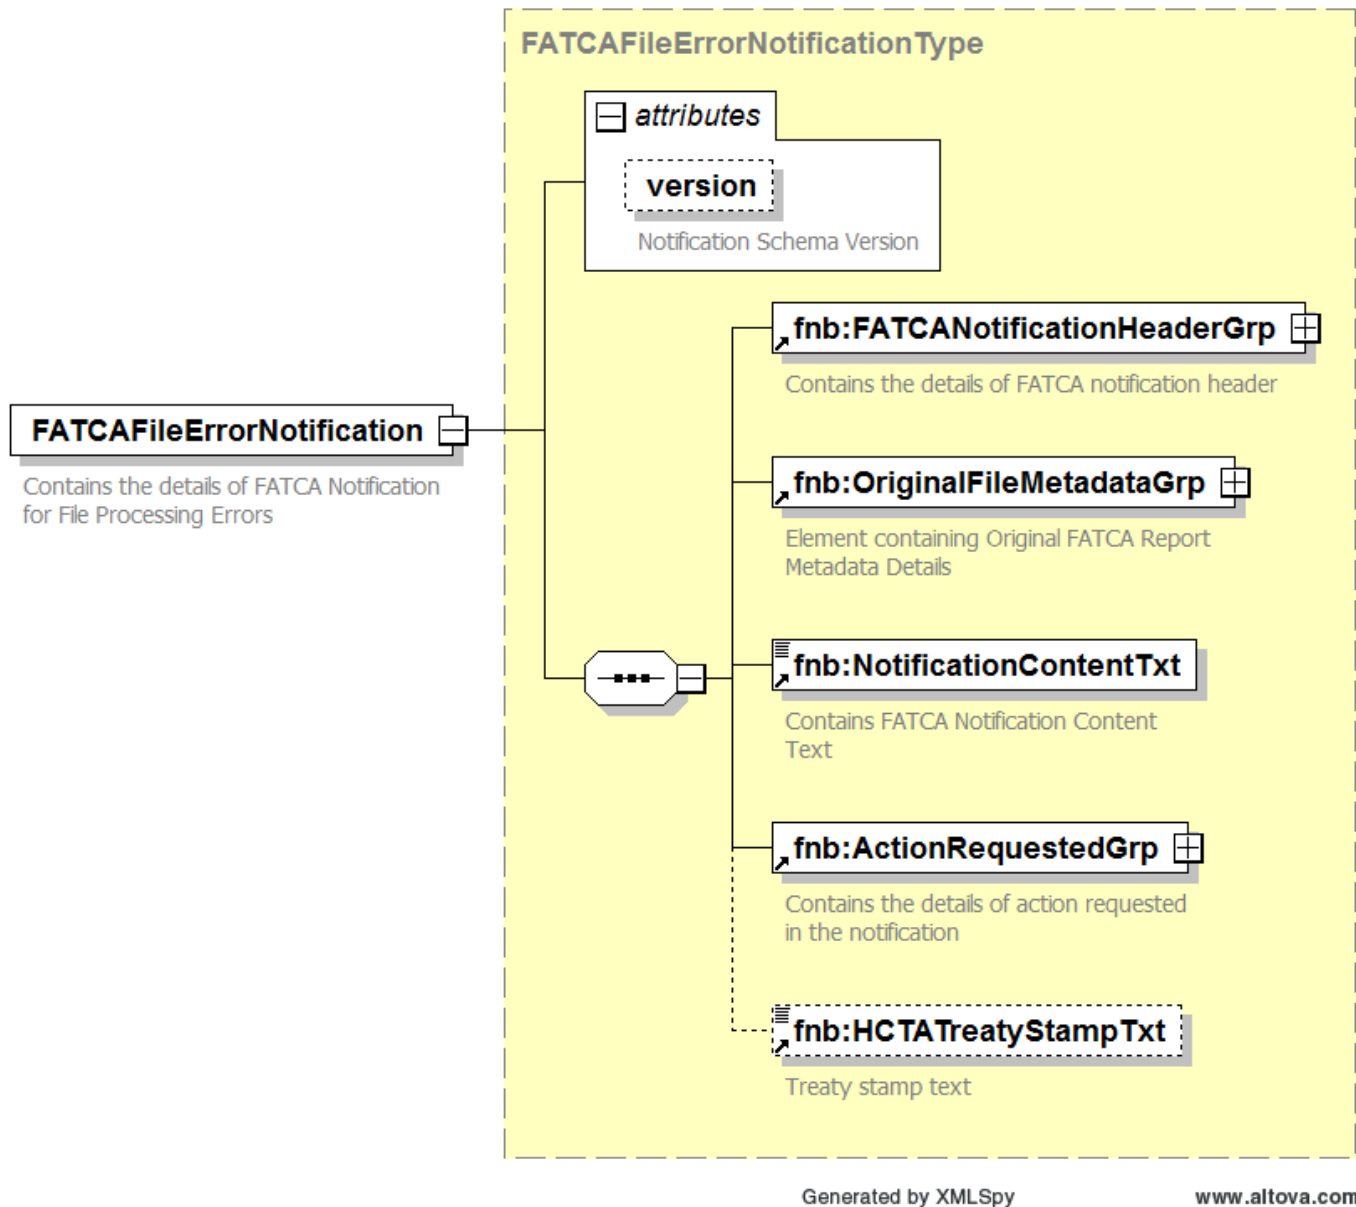 FATCAFileErrorNotificationType
attributes
version
Notification Schema Version
fnb:FATCANotificationHeaderGrp
Contains the details of FATCA notification header
FATCAFileErrorNotification
Contains the details of FATCA Notification
for File Processing Errors
fnb:OriginalFileMetadataGrp
Element containing Original FATCA Report
Metadata Details
fnb:NotificationContentTxt
Contains FATCA Notification Content
Text
fnb:ActionRequestedGrp
Contains the details of action requested
in the notification
fnb:HCTATreatyStampTxt
Treaty stamp text
Generated by XMLSpy
www.altova.com